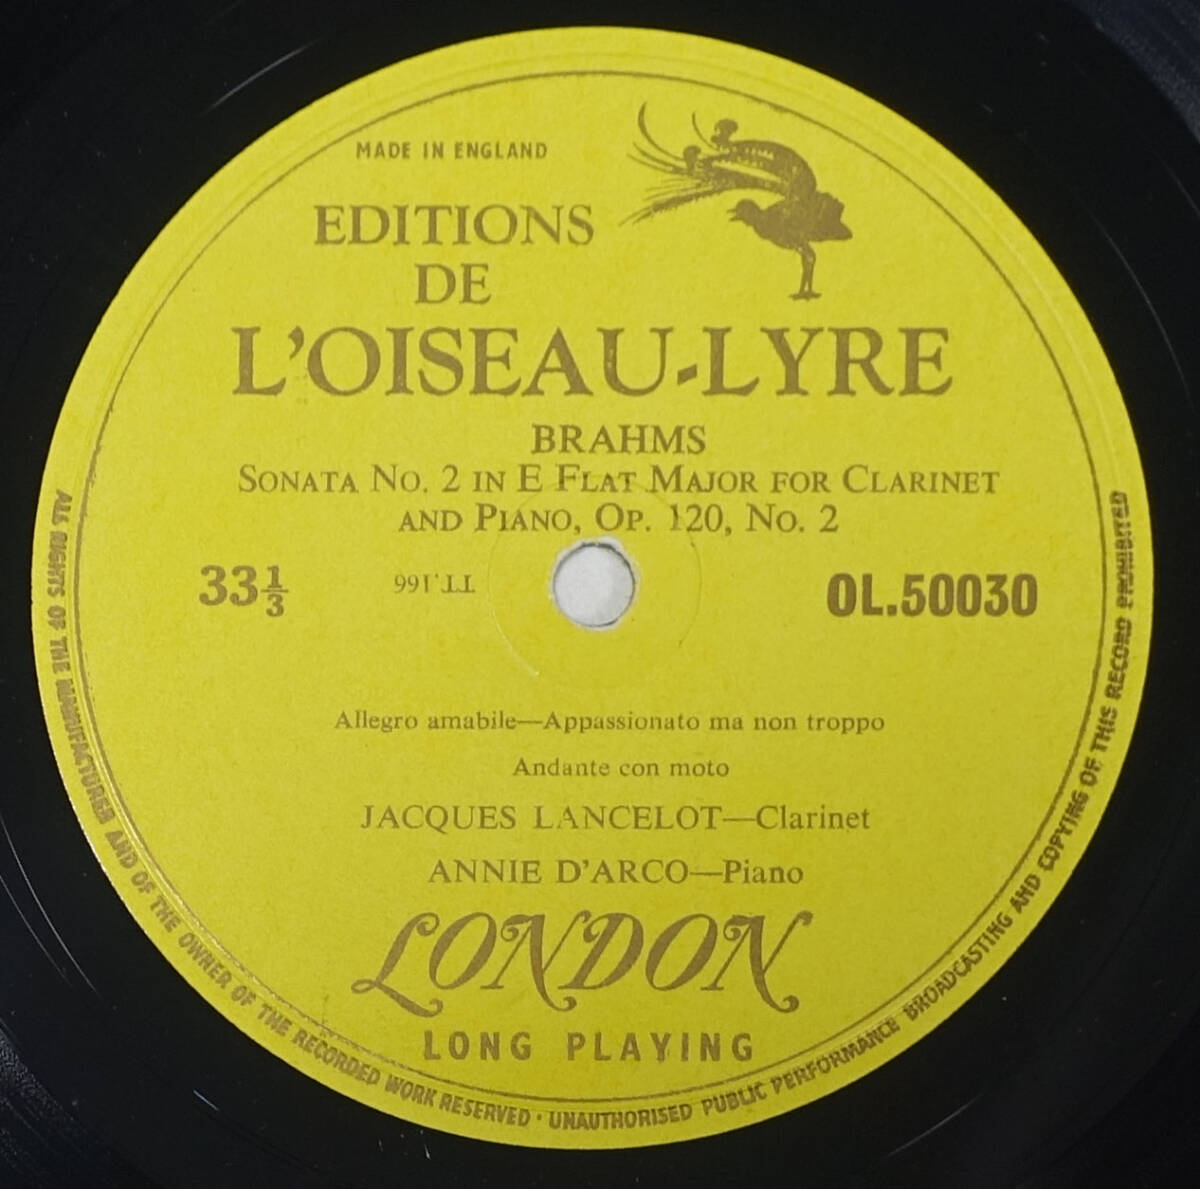 MADE IN ENGLAND
EDITIONS
DE
L'OISEAU-LYRE
BRAHMS
SONATA NO. 2 IN E FLAT MAJOR FOR CLARINET
AND PIANO, OP. 120, NO. 2
33⅓
TT.166
OL.50030
Allegro amabile—Appassionato ma non troppo
Andante con moto
JACQUES LANCELOT—Clarinet
ANNIE D'ARCO—Piano
LONDON
LONG PLAYING
ALL RIGHTS OF THE MANUFACTURER AND OF THE OWNER OF THE RECORDED WORK RESERVED · UNAUTHORISED PUBLIC PERFORMANCE BROADCASTING AND COPYING OF THIS RECORD PROHIBITED